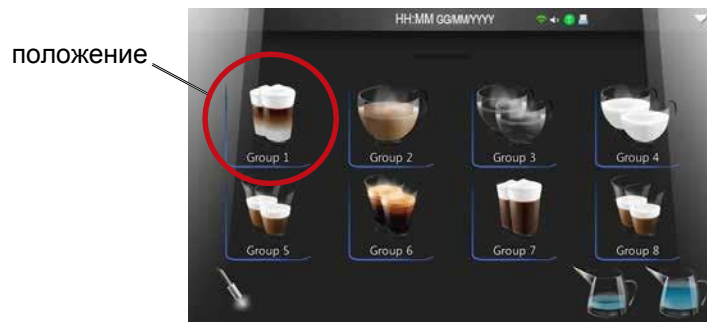 HH:MM GG/MM/YYYY
положение
Group 1 Group 2 Group 3 Group 4
Group 5 Group 6 Group 7 Group 8